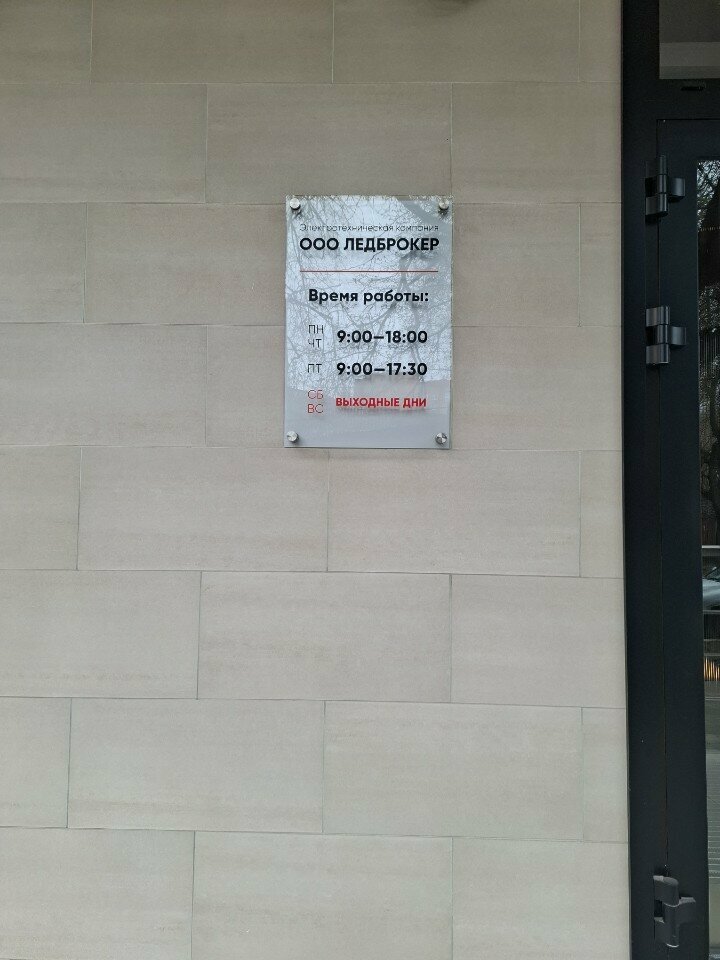 Электротехническая компания
ООО ЛЕДБРОКЕР
Время работы:
ПН
ЧТ 9:00—18:00
ПТ 9:00—17:30
СБ
ВС ВЫХОДНЫЕ ДНИ